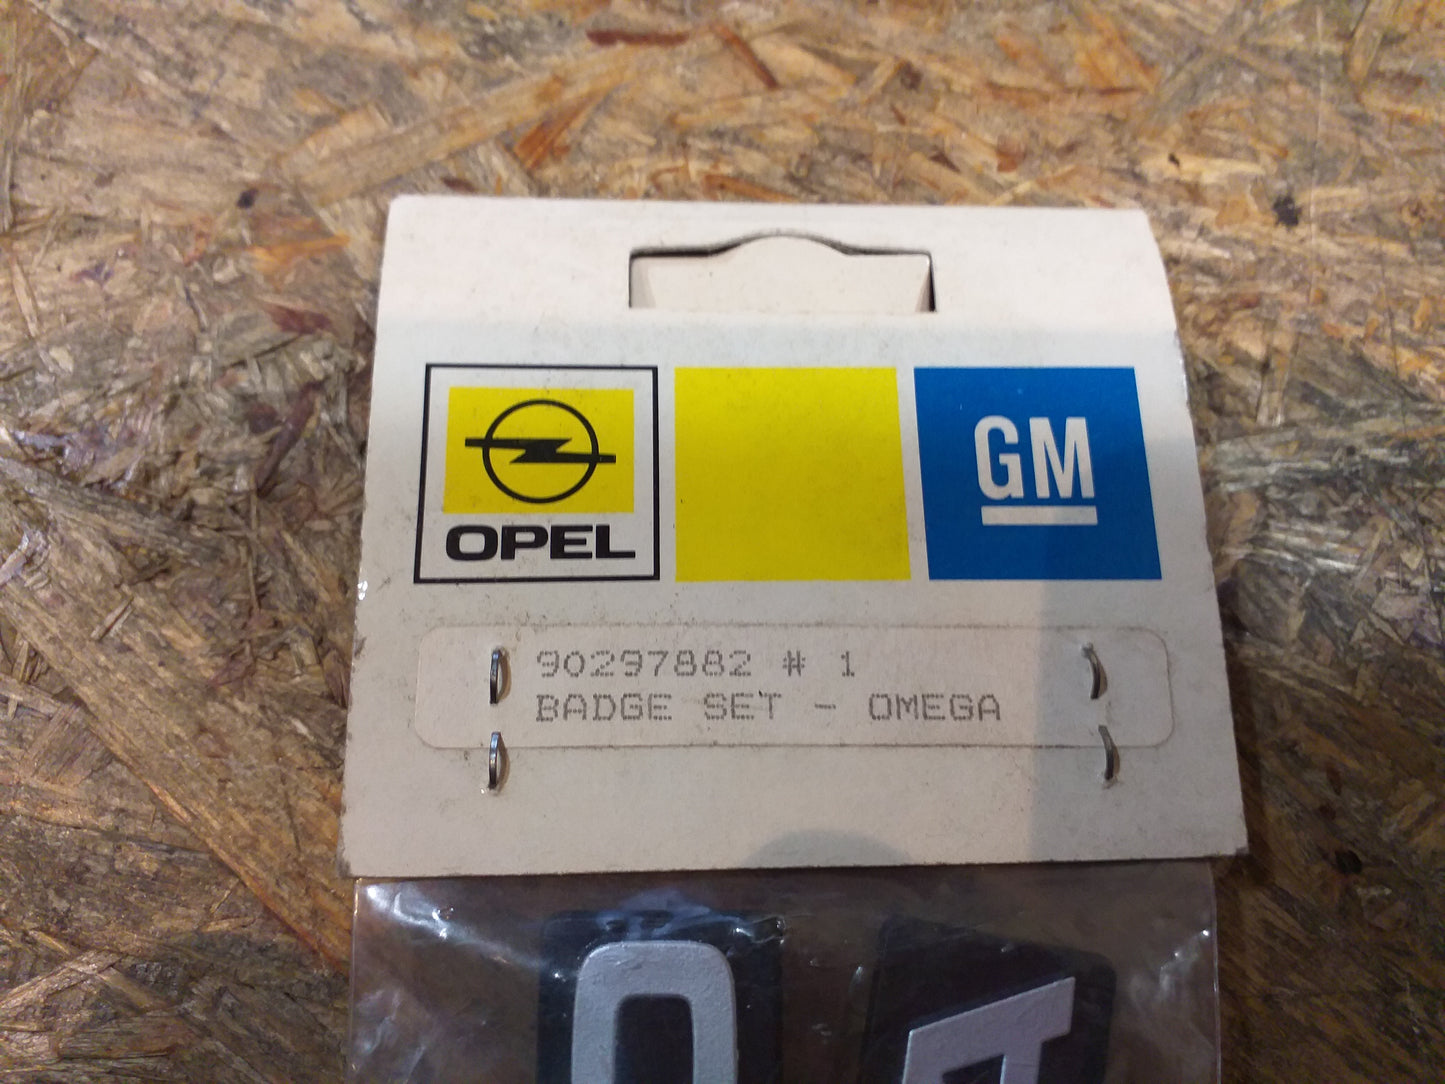 OPEL
GM
90297882 # 1
BADGE SET - OMEGA
O
A